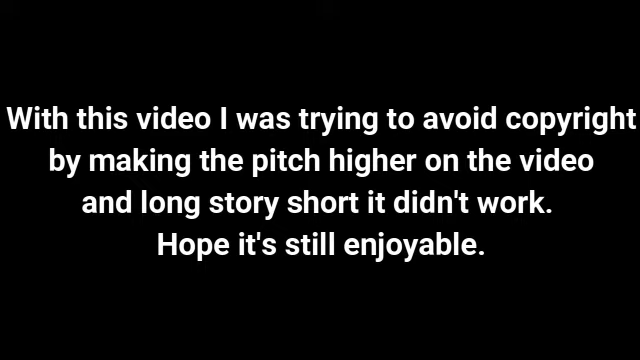 With this video I was trying to avoid copyright
by making the pitch higher on the video
and long story short it didn't work.
Hope it's still enjoyable.